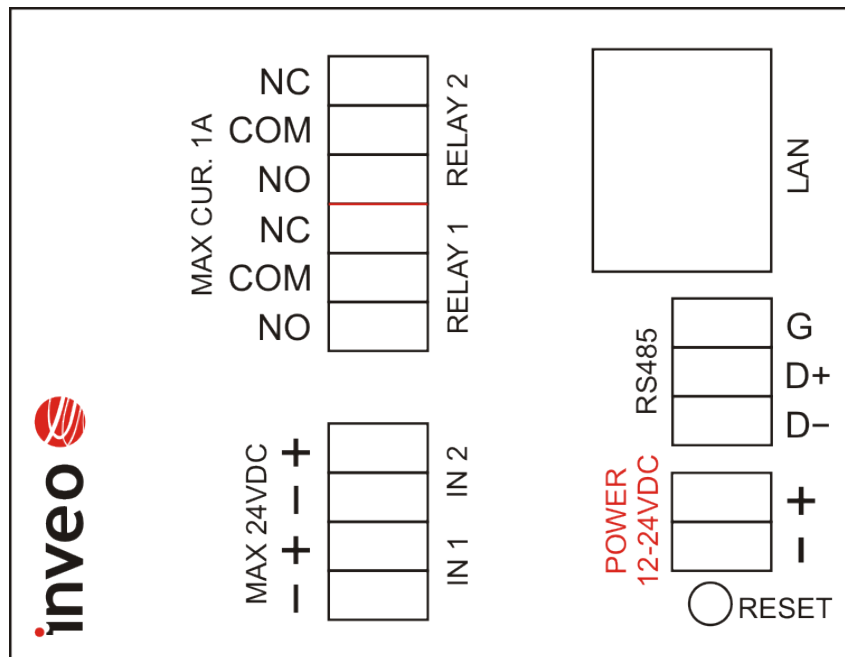 NC
COM
NO
NC
COM
NO
MAX CUR. 1A
RELAY 2
RELAY 1
LAN
RS485
G
D+
D−
MAX 24VDC
+
−
+
−
IN 2
IN 1
POWER
12-24VDC
+
−
RESET
inveo